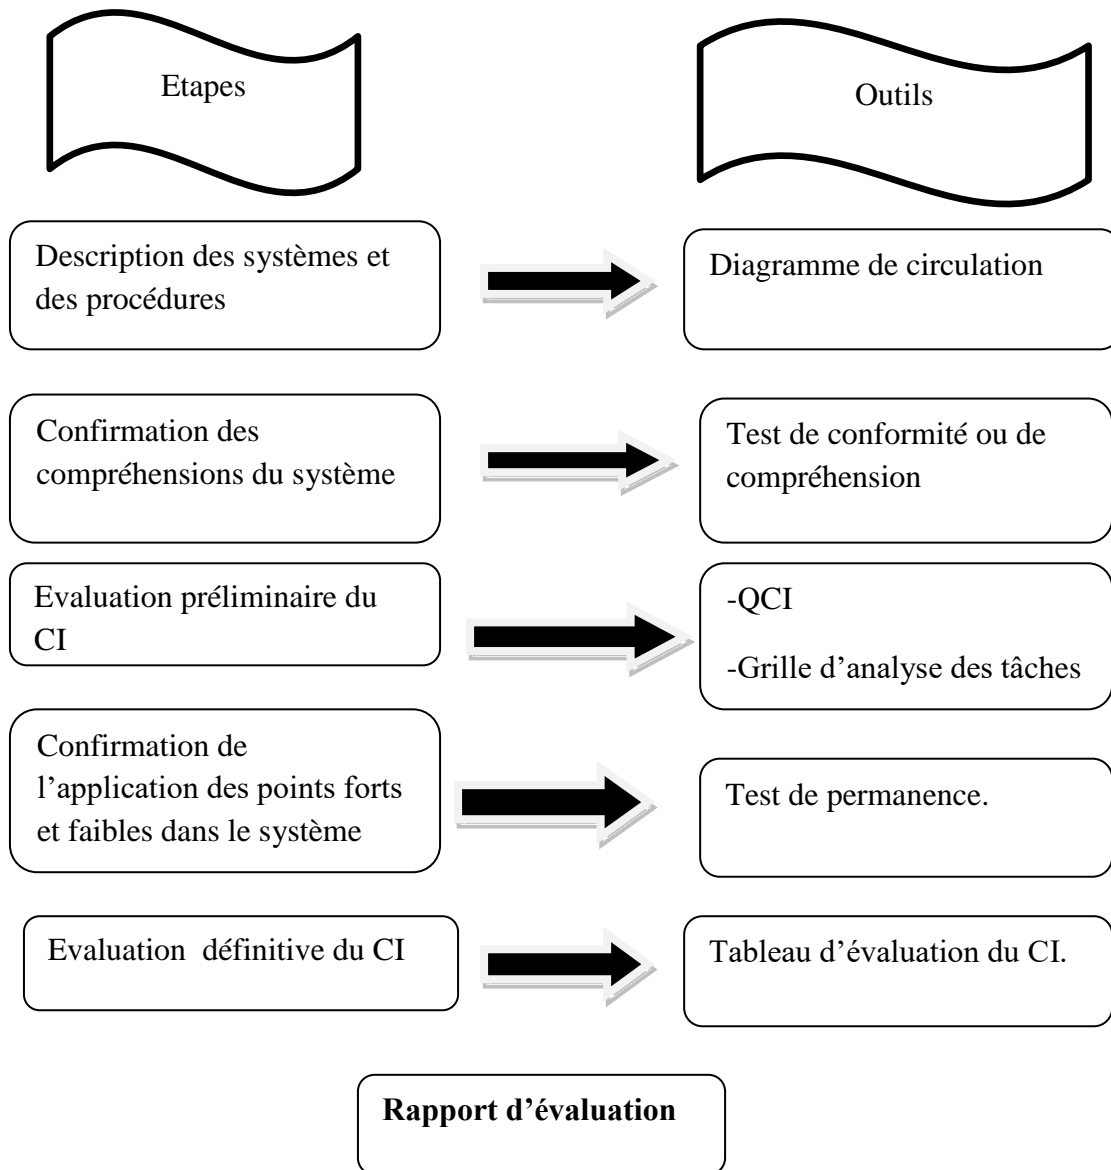 Etapes
Outils
Description des systèmes et
des procédures
Diagramme de circulation
Confirmation des
compréhensions du système
Test de conformité ou de
compréhension
Evaluation préliminaire du
CI
-QCI
-Grille d’analyse des tâches
Confirmation de
l’application des points forts
et faibles dans le système
Test de permanence.
Evaluation  définitive du CI
Tableau d’évaluation du CI.
Rapport d’évaluation